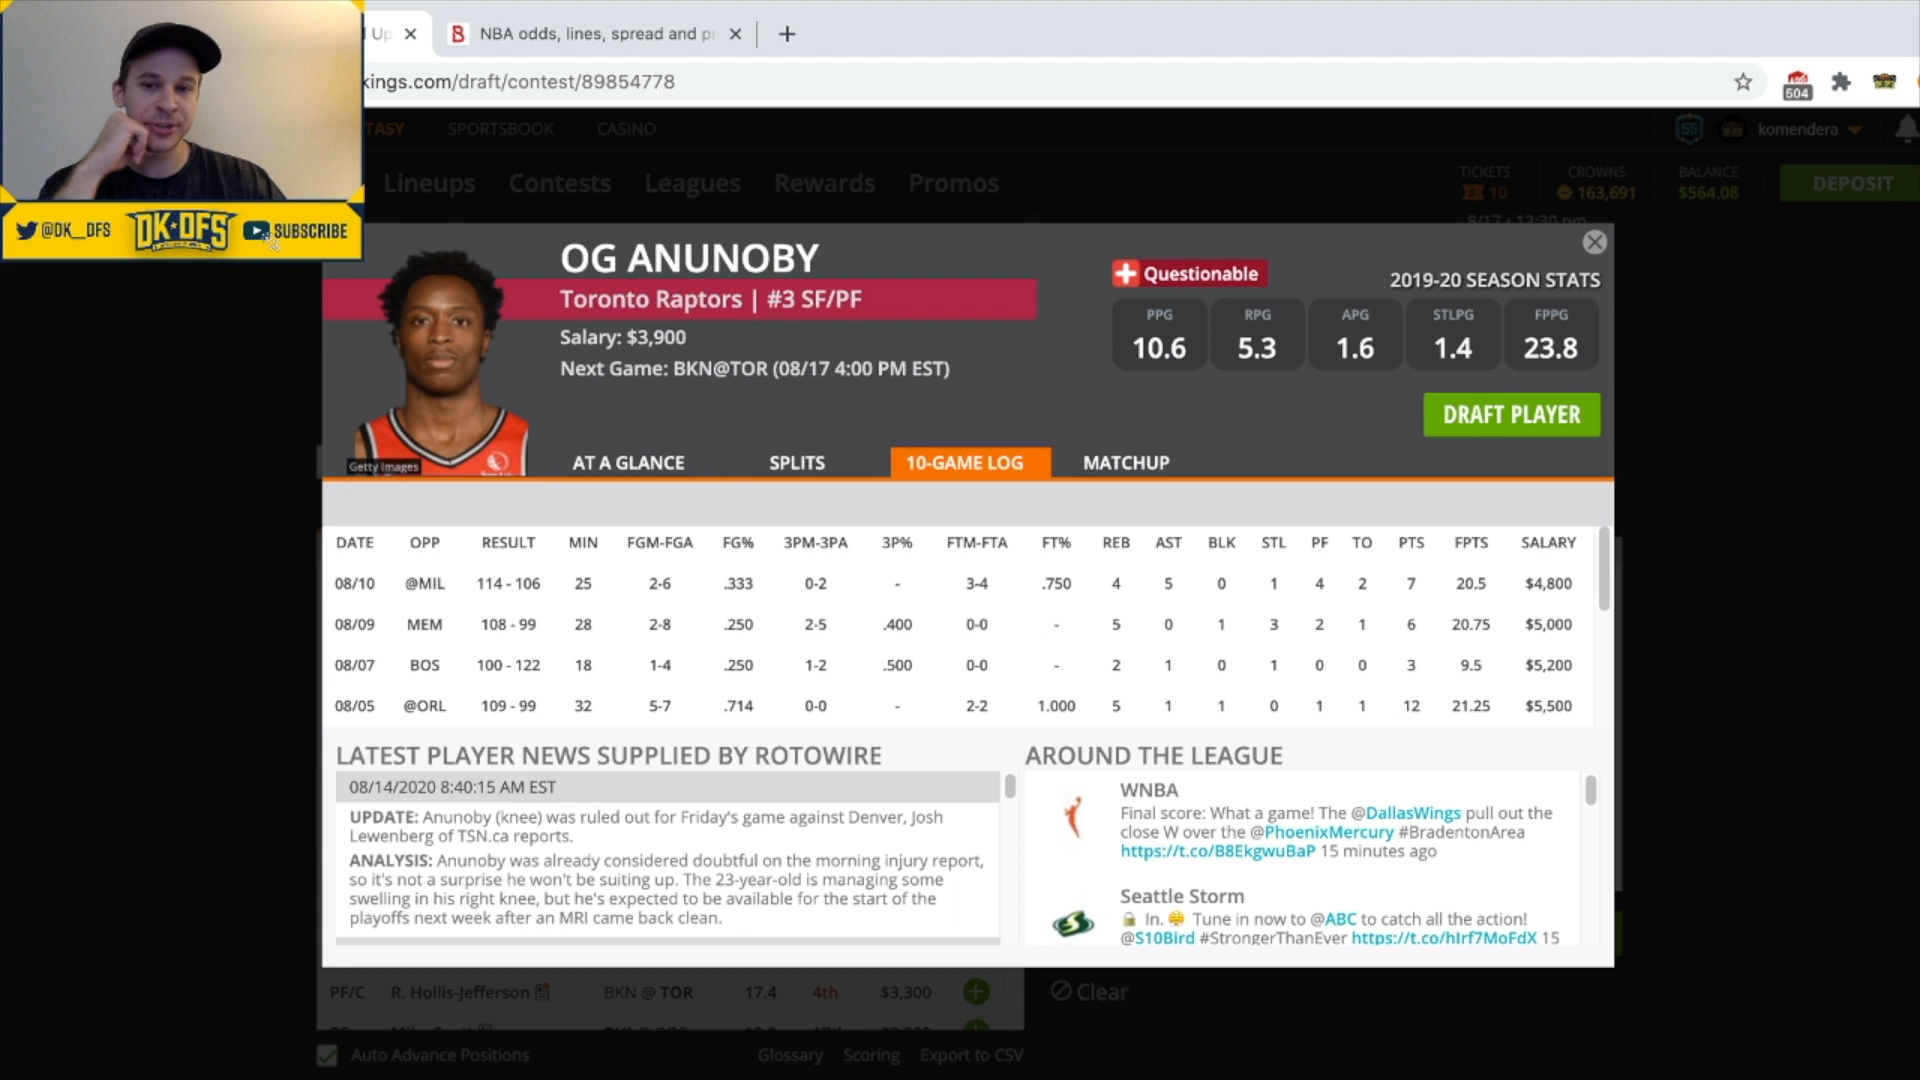 Up
NBA odds, lines, spread and pr
kings.com/draft/contest/89854778
504
TASY SPORTSBOOK CASINO
55 komendera
Lineups Contests Leagues Rewards Promos
TICKETS 10
CROWNS 163,691
BALANCE $564.08
DEPOSIT
8/17 • 12:30 pm
@DK__DFS DK★DFS SUBSCRIBE
OG ANUNOBY
Toronto Raptors | #3 SF/PF
Salary: $3,900
Next Game: BKN@TOR (08/17 4:00 PM EST)
Questionable
2019-20 SEASON STATS
PPG RPG APG STLPG FPPG
10.6 5.3 1.6 1.4 23.8
DRAFT PLAYER
Getty Images
AT A GLANCE SPLITS 10-GAME LOG MATCHUP
DATE OPP RESULT MIN FGM-FGA FG% 3PM-3PA 3P% FTM-FTA FT% REB AST BLK STL PF TO PTS FPTS SALARY
08/10 @MIL 114 - 106 25 2-6 .333 0-2 - 3-4 .750 4 5 0 1 4 2 7 20.5 $4,800
08/09 MEM 108 - 99 28 2-8 .250 2-5 .400 0-0 - 5 0 1 3 2 1 6 20.75 $5,000
08/07 BOS 100 - 122 18 1-4 .250 1-2 .500 0-0 - 2 1 0 1 0 0 3 9.5 $5,200
08/05 @ORL 109 - 99 32 5-7 .714 0-0 - 2-2 1.000 5 1 1 0 1 1 12 21.25 $5,500
LATEST PLAYER NEWS SUPPLIED BY ROTOWIRE
08/14/2020 8:40:15 AM EST
UPDATE: Anunoby (knee) was ruled out for Friday's game against Denver, Josh
Lewenberg of TSN.ca reports.
ANALYSIS: Anunoby was already considered doubtful on the morning injury report,
so it's not a surprise he won't be suiting up. The 23-year-old is managing some
swelling in his right knee, but he's expected to be available for the start of the
playoffs next week after an MRI came back clean.
AROUND THE LEAGUE
WNBA
Final score: What a game! The @DallasWings pull out the
close W over the @PhoenixMercury #BradentonArea
https://t.co/B8EkgwuBaP 15 minutes ago
Seattle Storm
🔒 In. 😤 Tune in now to @ABC to catch all the action!
@S10Bird #StrongerThanEver https://t.co/hIrf7MoFdX 15
PF/C R. Hollis-Jefferson BKN @ TOR 17.4 4th $3,300
Clear
Auto Advance Positions
Glossary Scoring Export to CSV